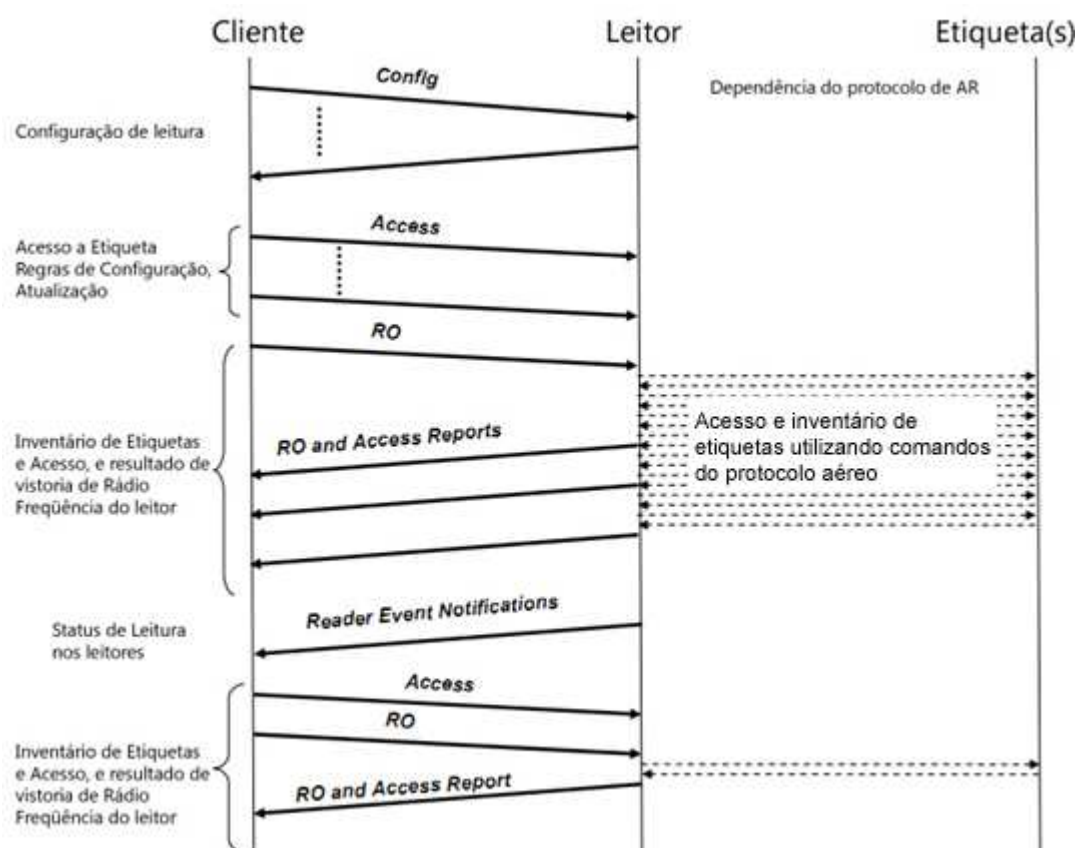 Cliente
Leitor
Etiqueta(s)
Config
Dependência do protocolo de AR
Configuração de leitura
Access
Acesso a Etiqueta
Regras de Configuração,
Atualização
RO
Inventário de Etiquetas
e Acesso, e resultado de
vistoria de Rádio
Freqüência do leitor
RO and Access Reports
Acesso e inventário de
etiquetas utilizando comandos
do protocolo aéreo
Reader Event Notifications
Status de Leitura
nos leitores
Access
RO
Inventário de Etiquetas
e Acesso, e resultado de
vistoria de Rádio
Freqüência do leitor
RO and Access Report